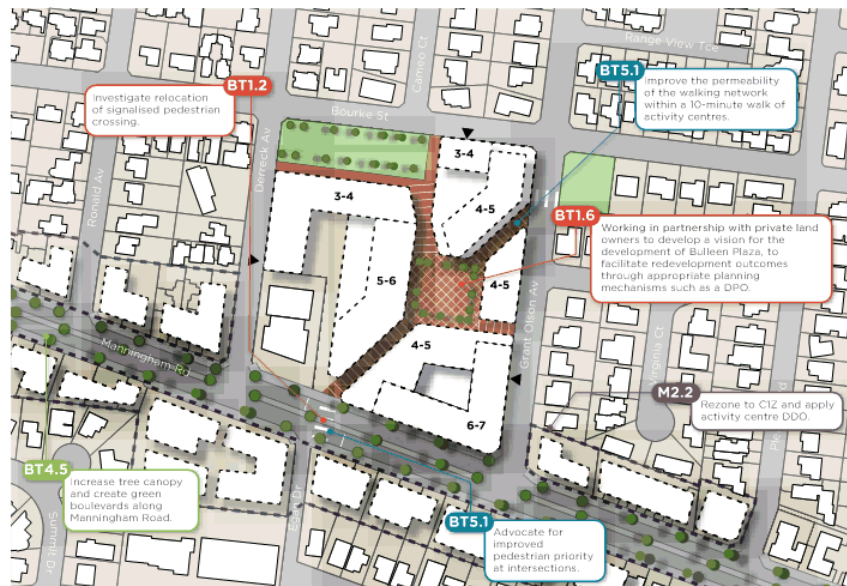 Range View Tce
Cameo Ct
BT5.1
Improve the permeability
of the walking network
within a 10-minute walk of
activity centres.
BT1.2
Investigate relocation
of signalised pedestrian
crossing.
Bourke St
Derreck Av
Ronald Av
3-4
3-4
4-5
BT1.6
Working in partnership with private land
owners to develop a vision for the
development of Bulleen Plaza, to
facilitate redevelopment outcomes
through appropriate planning
mechanisms such as a DPO.
5-6
4-5
4-5
Grant Olson Av
Manningham Rd
Virginia Ct
M2.2
Rezone to C1Z and apply
activity centre DDO.
6-7
BT4.5
Increase tree canopy
and create green
boulevards along
Manningham Road.
Summit Dr
Egan Dr
BT5.1
Advocate for
improved
pedestrian priority
at intersections.